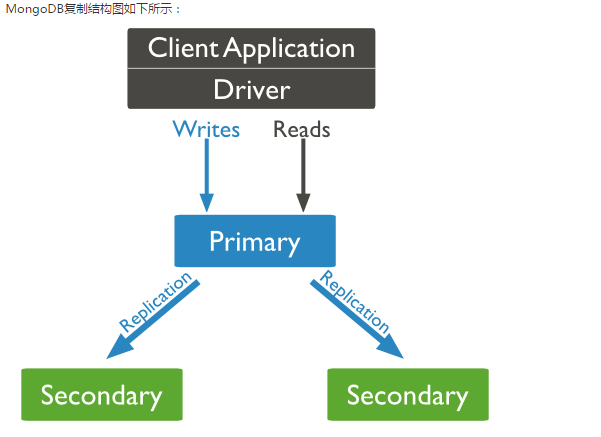 MongoDB复制结构图如下所示：
Client Application
Driver
Writes
Reads
Primary
Replication
Replication
Secondary
Secondary